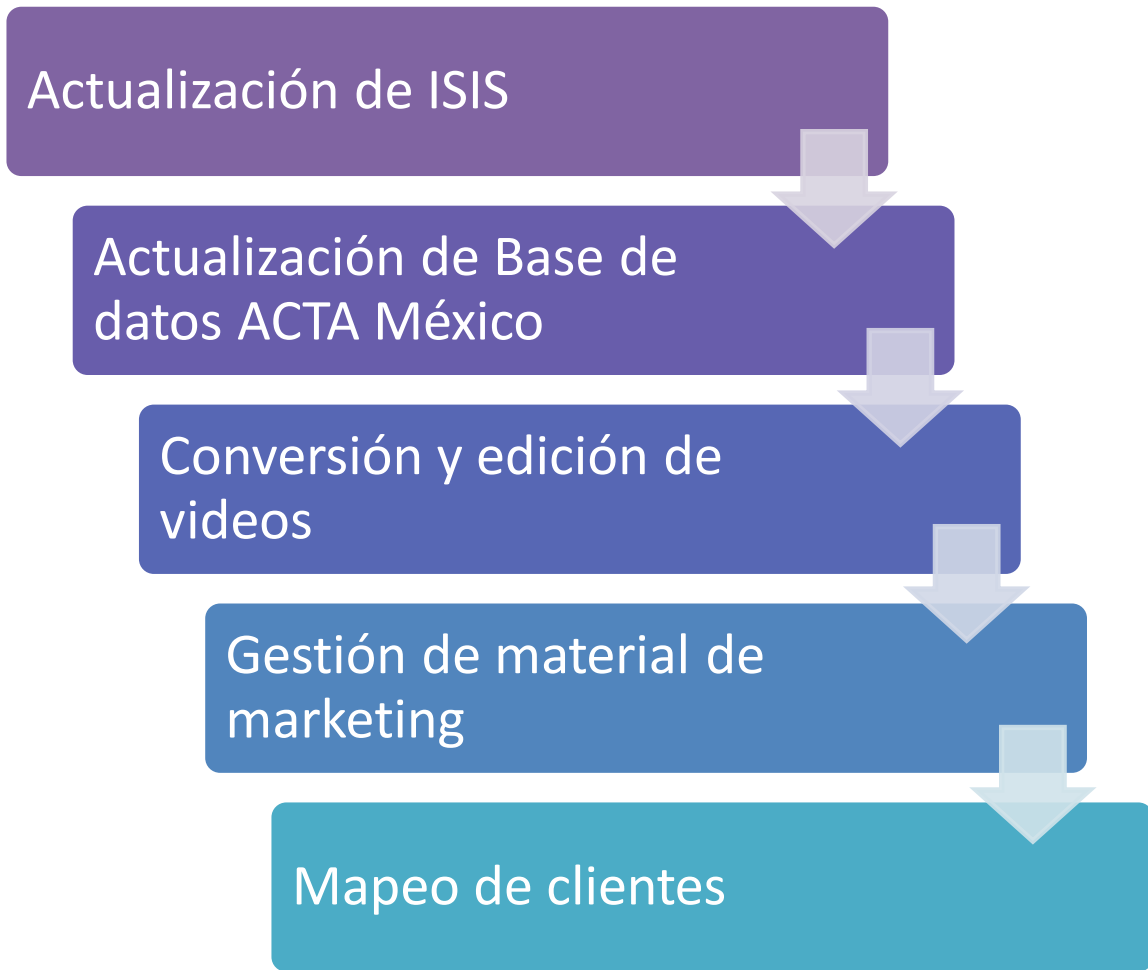 Actualización de ISIS
Actualización de Base de
datos ACTA México
Conversión y edición de
videos
Gestión de material de
marketing
Mapeo de clientes